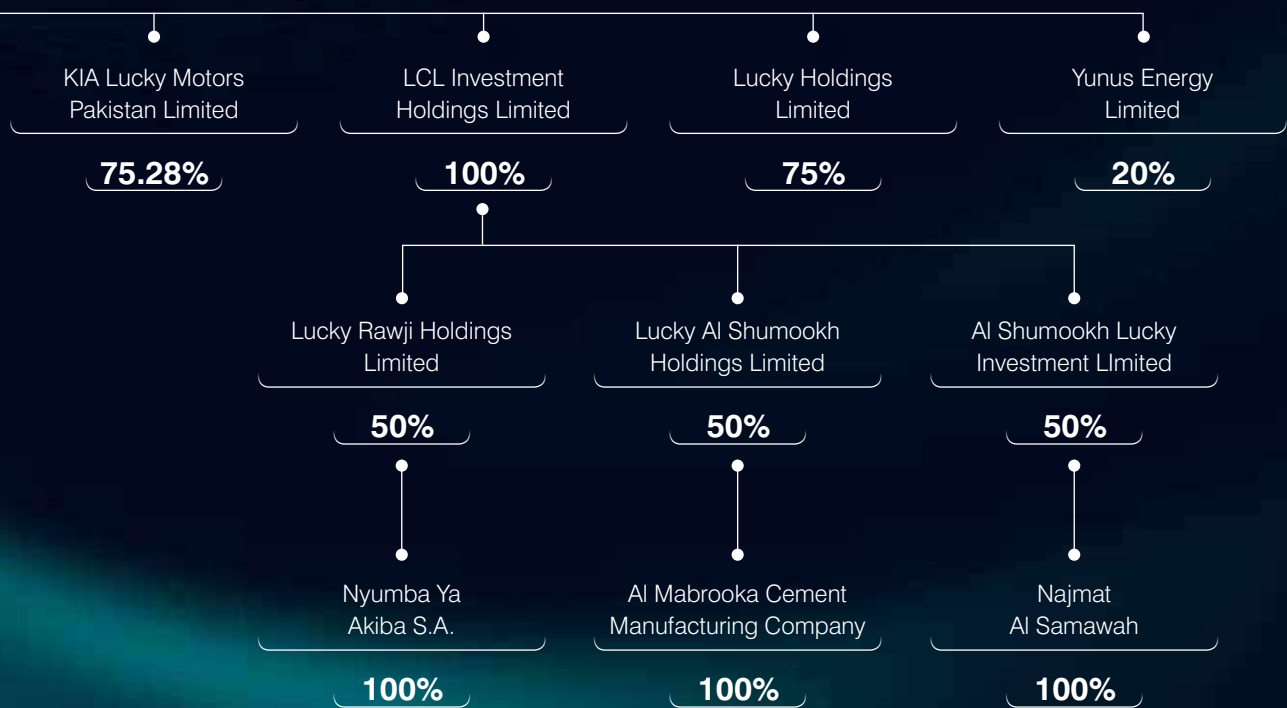 KIA Lucky Motors
Pakistan Limited
75.28%
LCL Investment
Holdings Limited
100%
Lucky Holdings
Limited
75%
Yunus Energy
Limited
20%
Lucky Rawji Holdings
Limited
50%
Lucky Al Shumookh
Holdings Limited
50%
Al Shumookh Lucky
Investment LImited
50%
Nyumba Ya
Akiba S.A.
100%
Al Mabrooka Cement
Manufacturing Company
100%
Najmat
Al Samawah
100%